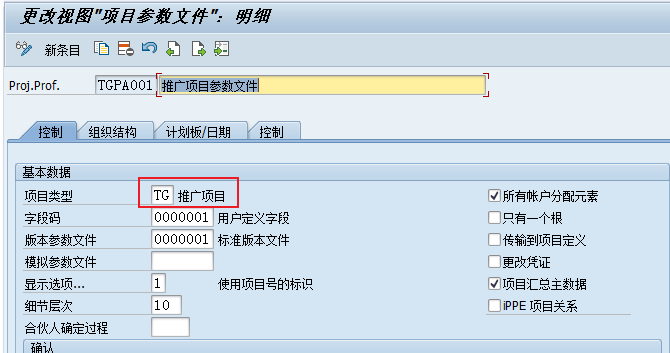 更改视图"项目参数文件": 明细
新条目
Proj.Prof. TGPA001 推广项目参数文件
控制 组织结构 计划板/日期 控制
基本数据
项目类型 TG 推广项目 所有帐户分配元素
字段码 0000001 用户定义字段 只有一个根
版本参数文件 0000001 标准版本文件 传输到项目定义
模拟参数文件 更改凭证
显示选项... 1 使用项目号的标识 项目汇总主数据
细节层次 10 iPPE 项目关系
合伙人确定过程
确认